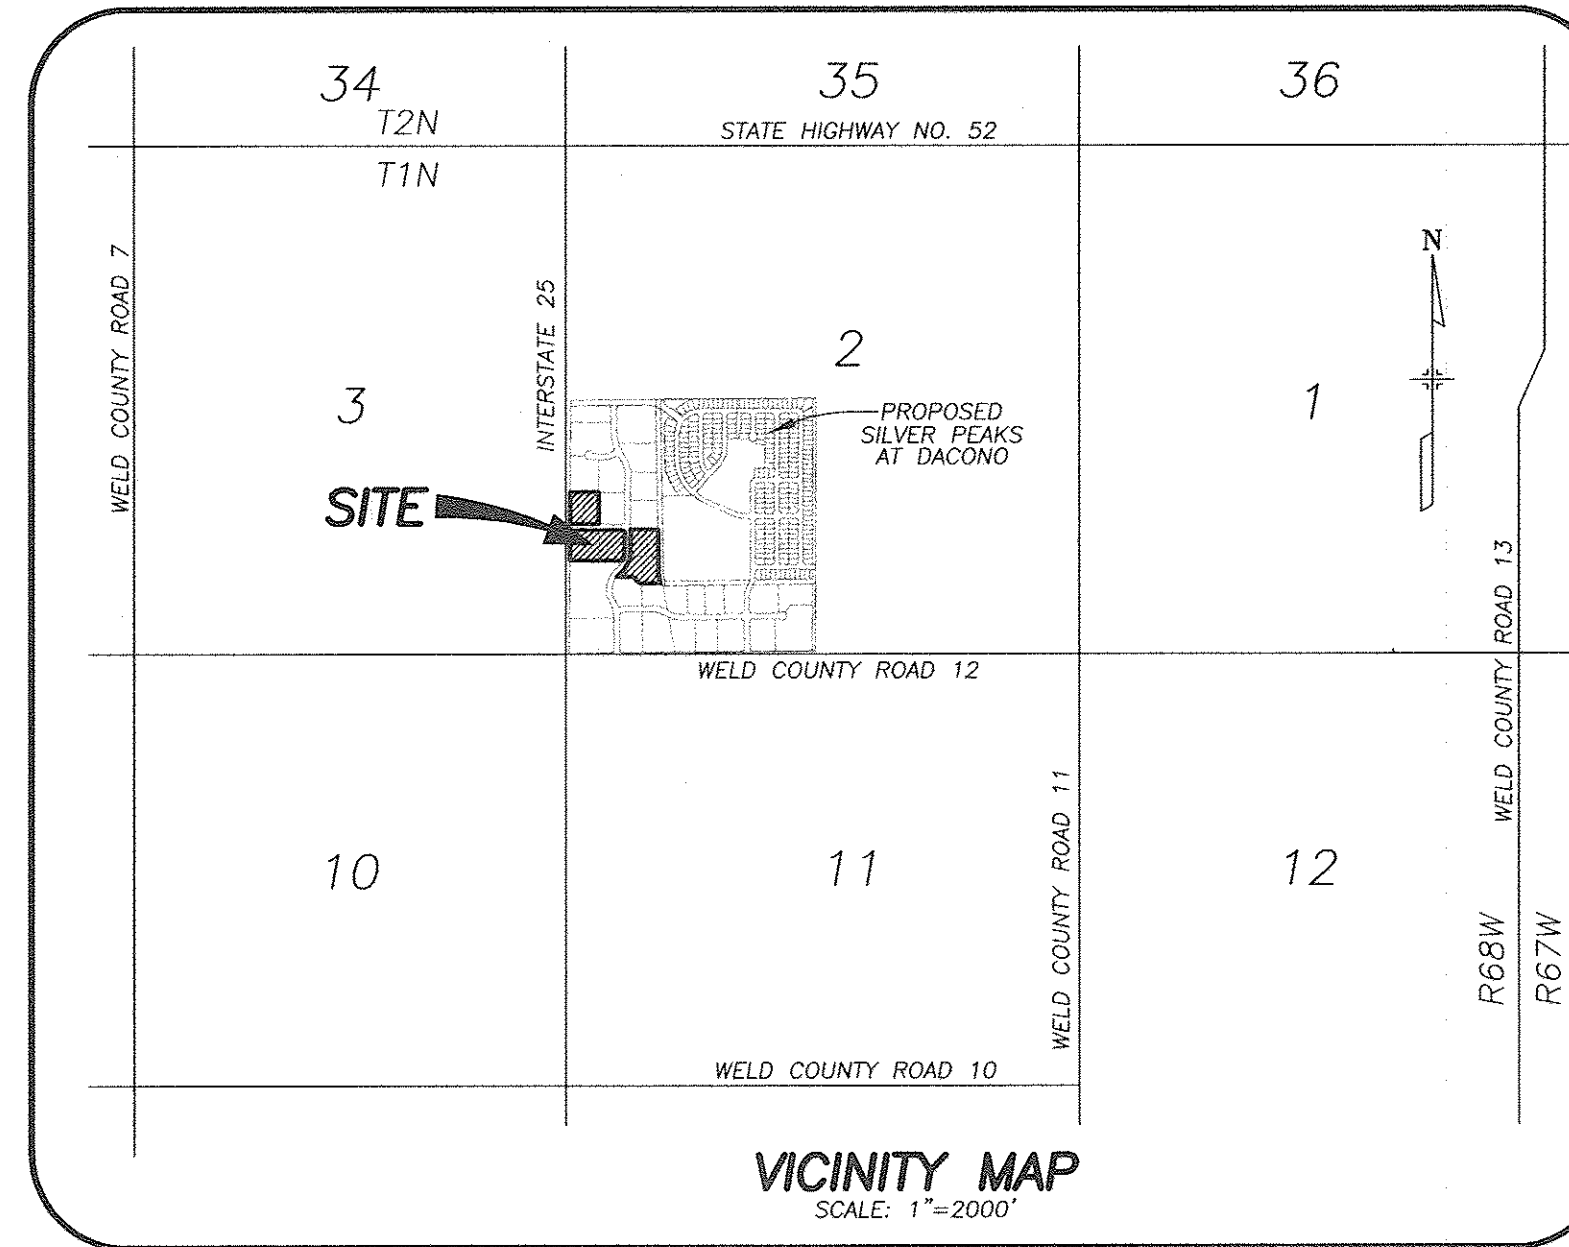 34
35
36
T2N
STATE HIGHWAY NO. 52
T1N
WELD COUNTY ROAD 7
INTERSTATE 25
N
2
3
1
PROPOSED
SILVER PEAKS
AT DACONO
SITE
WELD COUNTY ROAD 13
WELD COUNTY ROAD 12
WELD COUNTY ROAD 11
10
11
12
R68W
R67W
WELD COUNTY ROAD 10
VICINITY MAP
SCALE: 1"=2000'